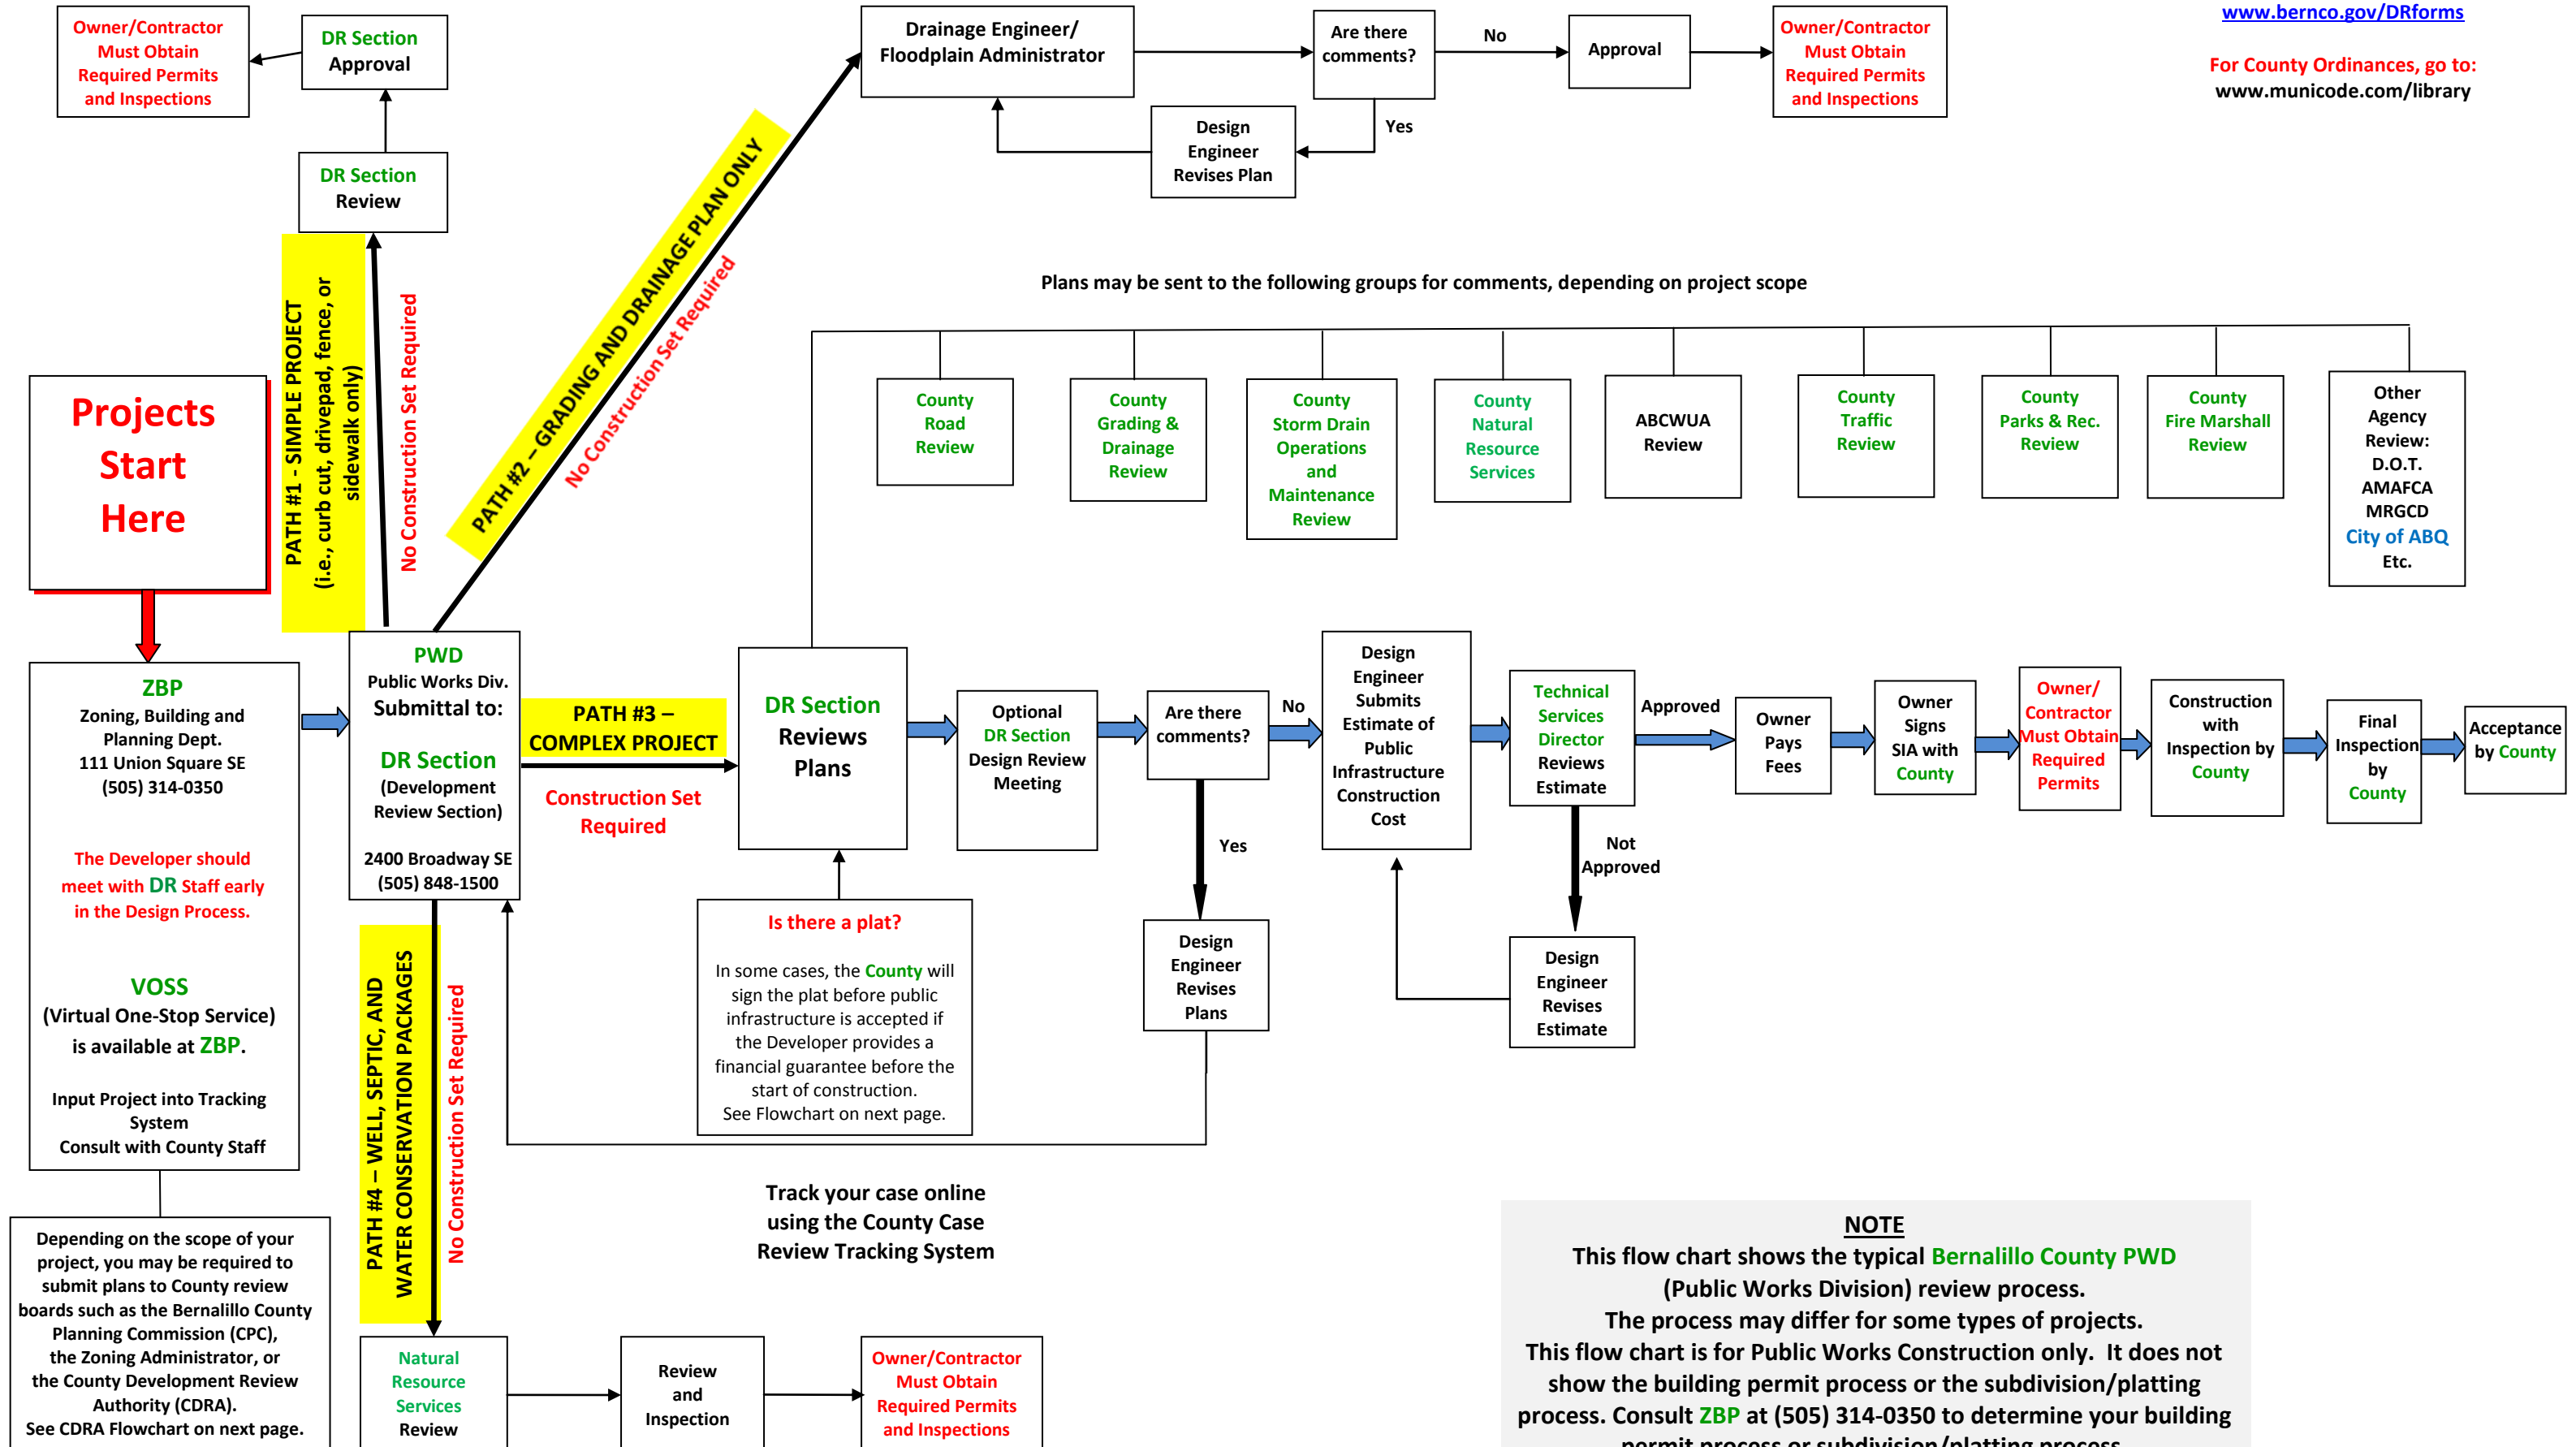 Owner/Contractor
Must Obtain
Required Permits
and Inspections
DR Section
Approval
DR Section
Review
Drainage Engineer/
Floodplain Administrator
Are there
comments?
No
Yes
Approval
Owner/Contractor
Must Obtain
Required Permits
and Inspections
Design
Engineer
Revises Plan
www.bernco.gov/DRforms
For County Ordinances, go to:
www.municode.com/library
PATH #1 - SIMPLE PROJECT
(i.e., curb cut, drivepad, fence, or
sidewalk only)
No Construction Set Required
PATH #2 – GRADING AND DRAINAGE PLAN ONLY
No Construction Set Required
Plans may be sent to the following groups for comments, depending on project scope
County
Road
Review
County
Grading &
Drainage
Review
County
Storm Drain
Operations
and
Maintenance
Review
County
Natural
Resource
Services
ABCWUA
Review
County
Traffic
Review
County
Parks & Rec.
Review
County
Fire Marshall
Review
Other
Agency
Review:
D.O.T.
AMAFCA
MRGCD
City of ABQ
Etc.
Projects
Start
Here
ZBP
Zoning, Building and
Planning Dept.
111 Union Square SE
(505) 314-0350
The Developer should
meet with DR Staff early
in the Design Process.
VOSS
(Virtual One-Stop Service)
is available at ZBP.
Input Project into Tracking
System
Consult with County Staff
Depending on the scope of your
project, you may be required to
submit plans to County review
boards such as the Bernalillo County
Planning Commission (CPC),
the Zoning Administrator, or
the County Development Review
Authority (CDRA).
See CDRA Flowchart on next page.
PWD
Public Works Div.
Submittal to:
DR Section
(Development
Review Section)
2400 Broadway SE
(505) 848-1500
PATH #3 –
COMPLEX PROJECT
Construction Set
Required
DR Section
Reviews
Plans
Optional
DR Section
Design Review
Meeting
Are there
comments?
No
Yes
Design
Engineer
Submits
Estimate of
Public
Infrastructure
Construction
Cost
Technical
Services
Director
Reviews
Estimate
Approved
Not
Approved
Owner
Pays
Fees
Owner
Signs
SIA with
County
Owner/
Contractor
Must Obtain
Required
Permits
Construction
with
Inspection by
County
Final
Inspection
by
County
Acceptance
by County
Is there a plat?
In some cases, the County will
sign the plat before public
infrastructure is accepted if
the Developer provides a
financial guarantee before the
start of construction.
See Flowchart on next page.
Design
Engineer
Revises
Plans
Design
Engineer
Revises
Estimate
PATH #4 – WELL, SEPTIC, AND
WATER CONSERVATION PACKAGES
No Construction Set Required
Track your case online
using the County Case
Review Tracking System
Natural
Resource
Services
Review
Review
and
Inspection
Owner/Contractor
Must Obtain
Required Permits
and Inspections
NOTE
This flow chart shows the typical Bernalillo County PWD
(Public Works Division) review process.
The process may differ for some types of projects.
This flow chart is for Public Works Construction only. It does not
show the building permit process or the subdivision/platting
process. Consult ZBP at (505) 314-0350 to determine your building
permit process or subdivision/platting process